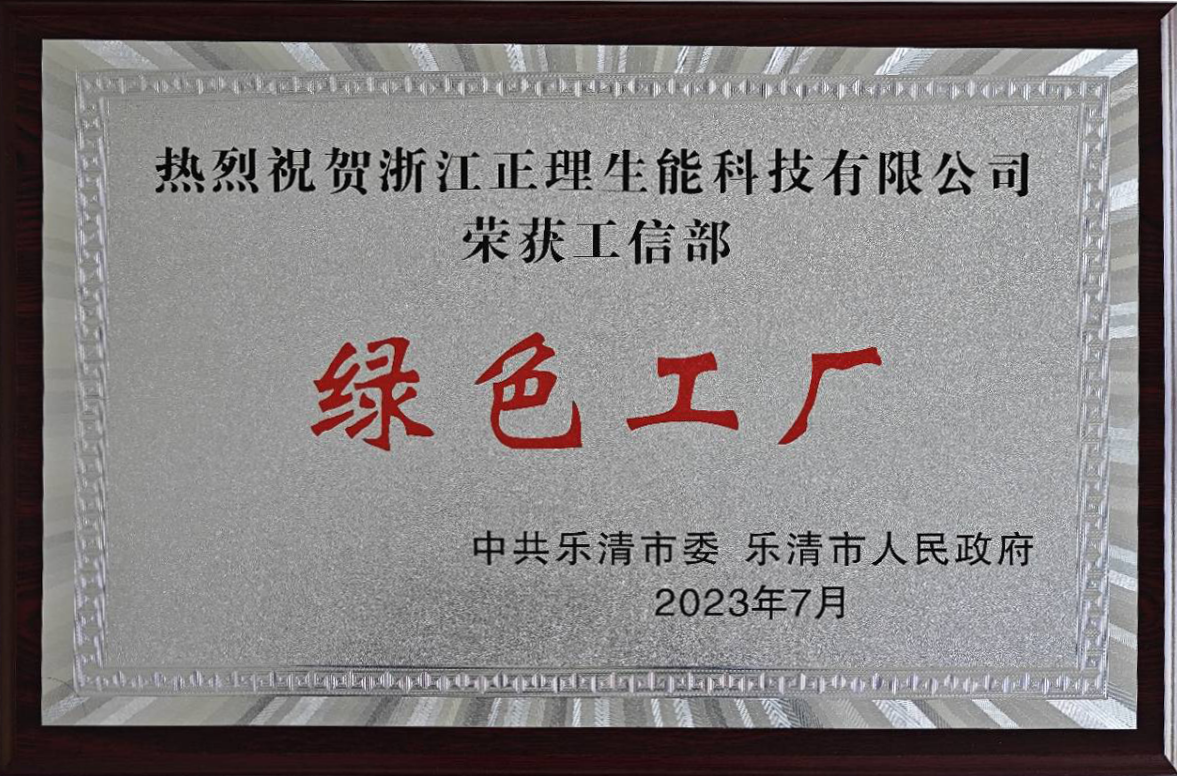 热烈祝贺浙江正理生能科技有限公司
荣获工信部
绿色工厂
中共乐清市委 乐清市人民政府
2023年7月